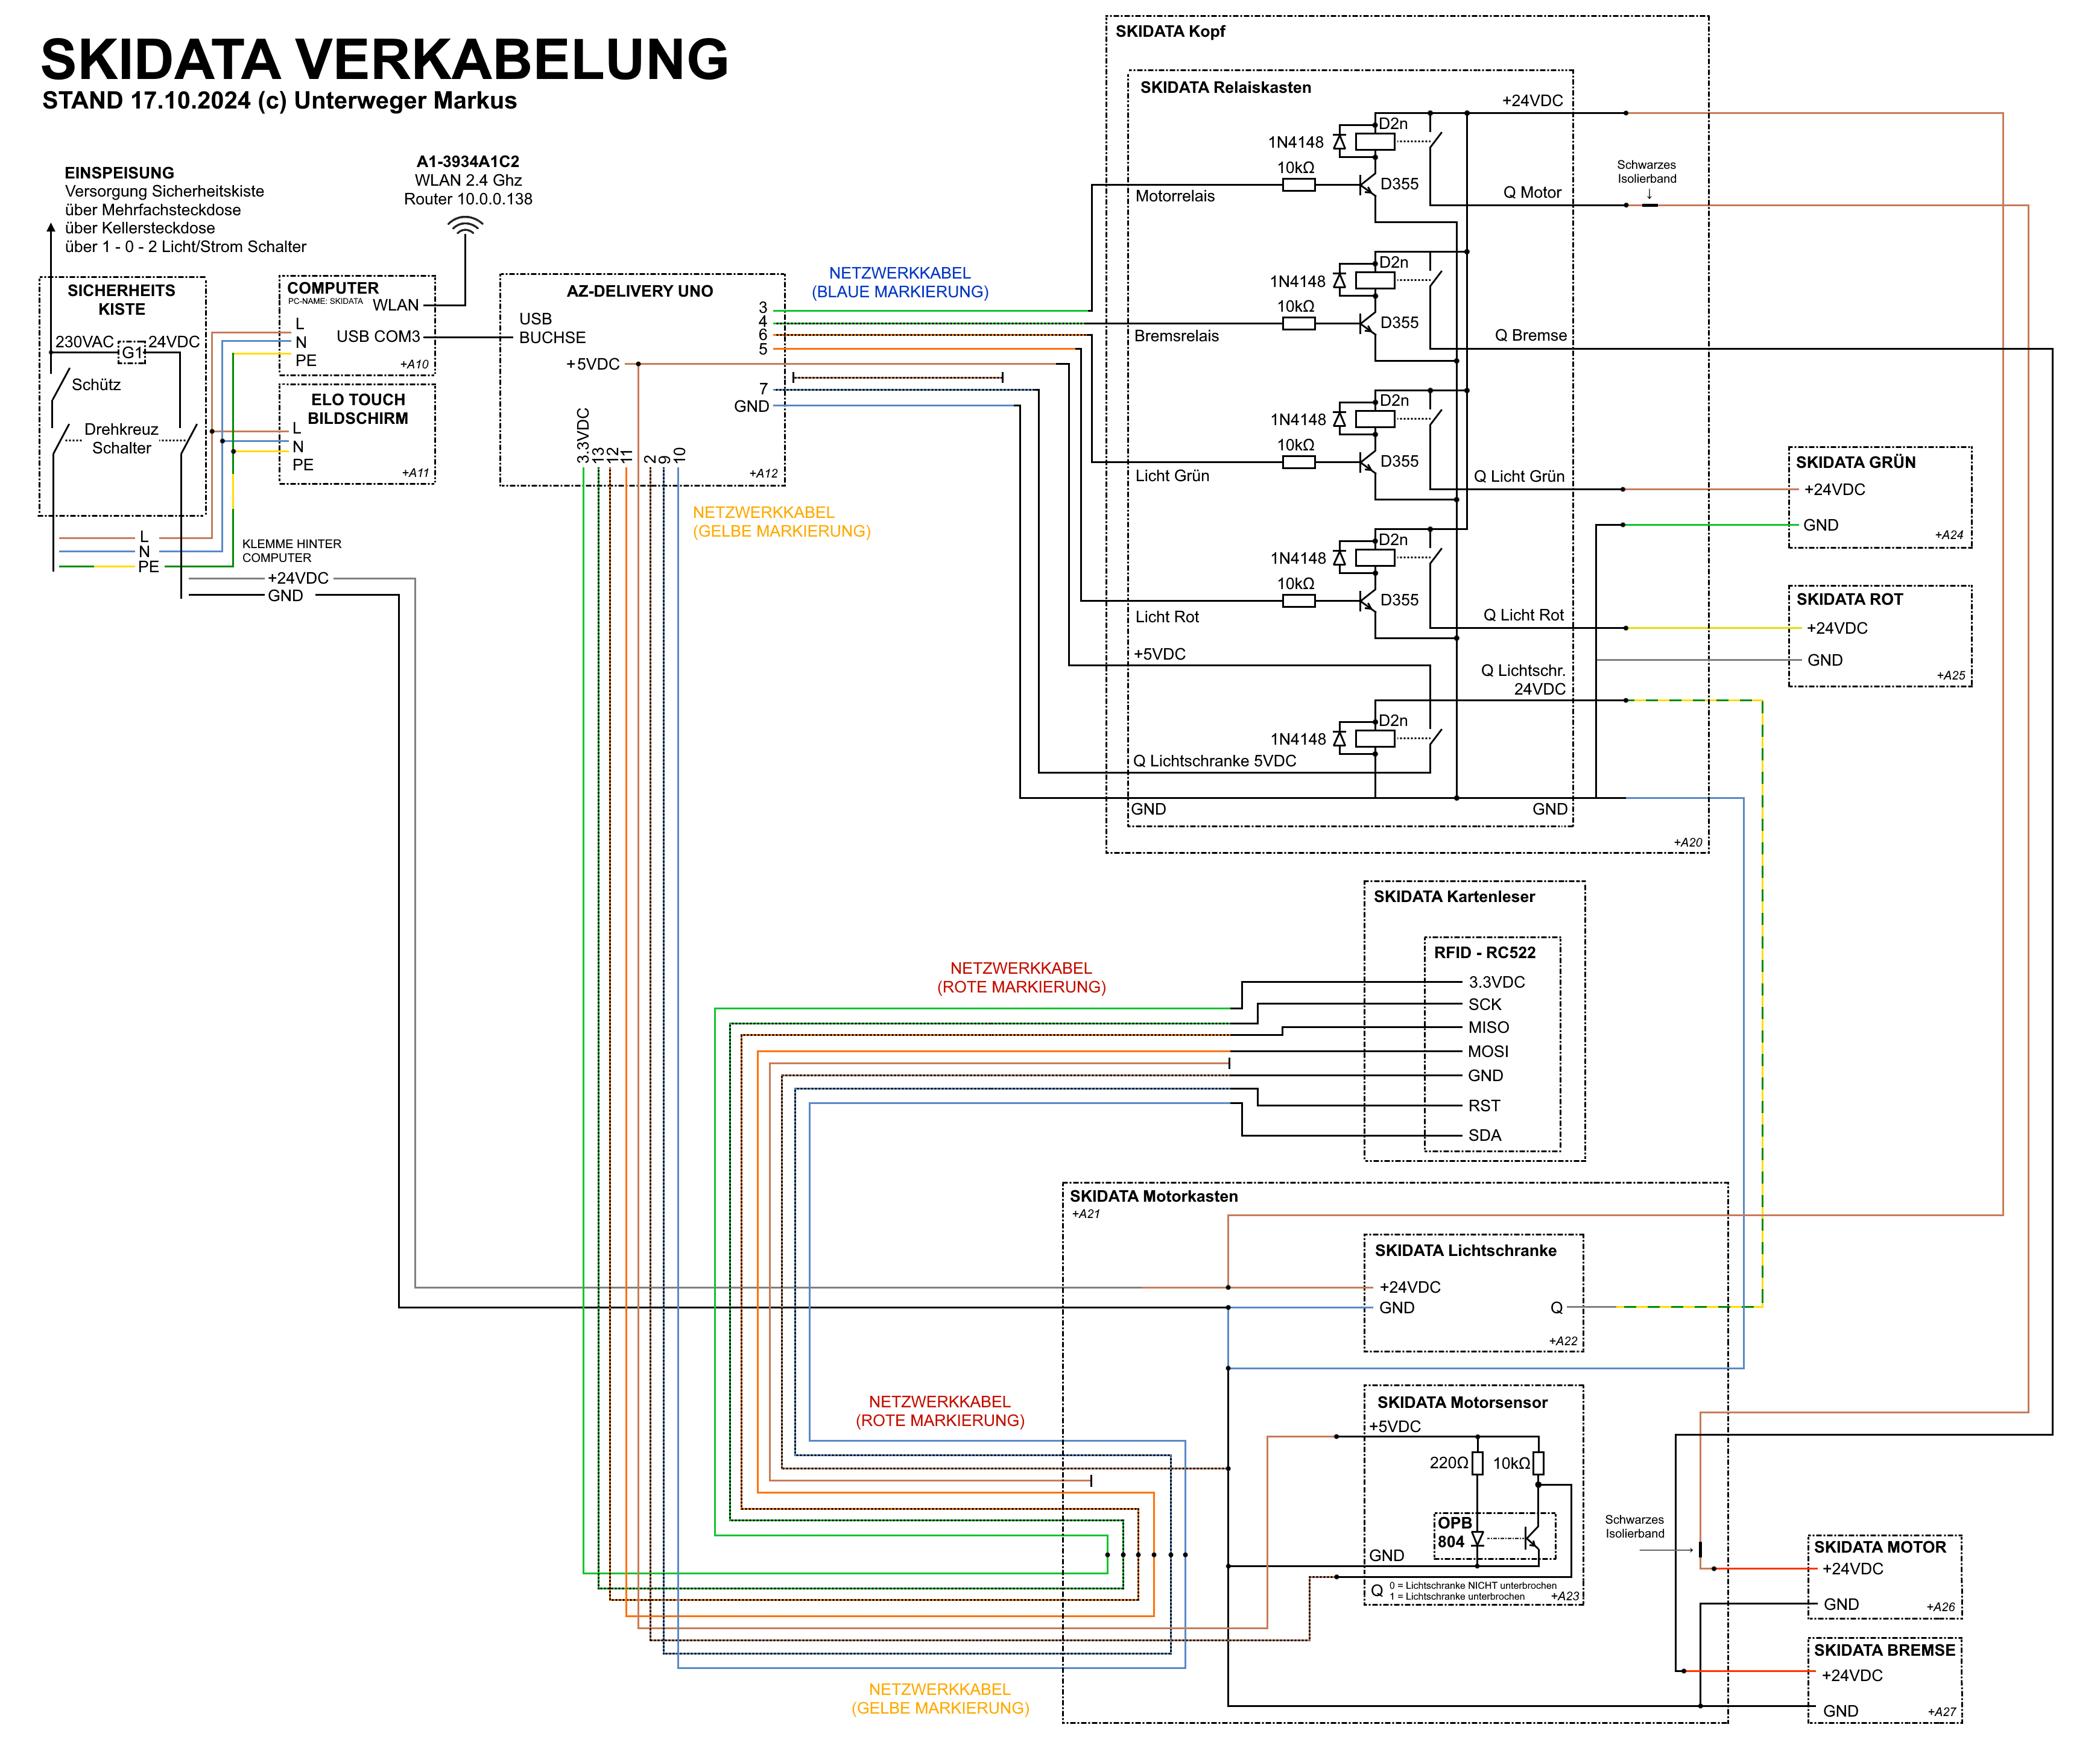 SKIDATA VERKABELUNG
STAND 17.10.2024 (c) Unterweger Markus
EINSPEISUNG
Versorgung Sicherheitskiste
über Mehrfachsteckdose
über Kellersteckdose
über 1 - 0 - 2 Licht/Strom Schalter
A1-3934A1C2
WLAN 2.4 Ghz
Router 10.0.0.138
SICHERHEITS
KISTE
230VAC
G1
24VDC
Schütz
Drehkreuz
Schalter
L
N
PE
KLEMME HINTER
COMPUTER
+24VDC
GND
COMPUTER
PC-NAME: SKIDATA
WLAN
L
N
PE
USB COM3
+A10
ELO TOUCH
BILDSCHIRM
L
N
PE
+A11
AZ-DELIVERY UNO
USB
BUCHSE
3
4
6
5
+5VDC
7
GND
3.3VDC
13
12
11
2
9
10
+A12
NETZWERKKABEL
(BLAUE MARKIERUNG)
NETZWERKKABEL
(GELBE MARKIERUNG)
SKIDATA Kopf
SKIDATA Relaiskasten
+24VDC
D2n
1N4148
10kΩ
D355
Motorrelais
Q Motor
Schwarzes
Isolierband
D2n
1N4148
10kΩ
D355
Bremsrelais
Q Bremse
D2n
1N4148
10kΩ
D355
Licht Grün
Q Licht Grün
D2n
1N4148
10kΩ
D355
Licht Rot
Q Licht Rot
+5VDC
Q Lichtschr.
24VDC
D2n
1N4148
Q Lichtschranke 5VDC
GND
GND
+A20
SKIDATA GRÜN
+24VDC
GND
+A24
SKIDATA ROT
+24VDC
GND
+A25
SKIDATA Kartenleser
RFID - RC522
3.3VDC
SCK
MISO
MOSI
GND
RST
SDA
NETZWERKKABEL
(ROTE MARKIERUNG)
SKIDATA Motorkasten
+A21
SKIDATA Lichtschranke
+24VDC
GND
Q
+A22
NETZWERKKABEL
(ROTE MARKIERUNG)
SKIDATA Motorsensor
+5VDC
220Ω
10kΩ
OPB
804
GND
Q
0 = Lichtschranke NICHT unterbrochen
1 = Lichtschranke unterbrochen
+A23
Schwarzes
Isolierband
SKIDATA MOTOR
+24VDC
GND
+A26
SKIDATA BREMSE
+24VDC
GND
+A27
NETZWERKKABEL
(GELBE MARKIERUNG)